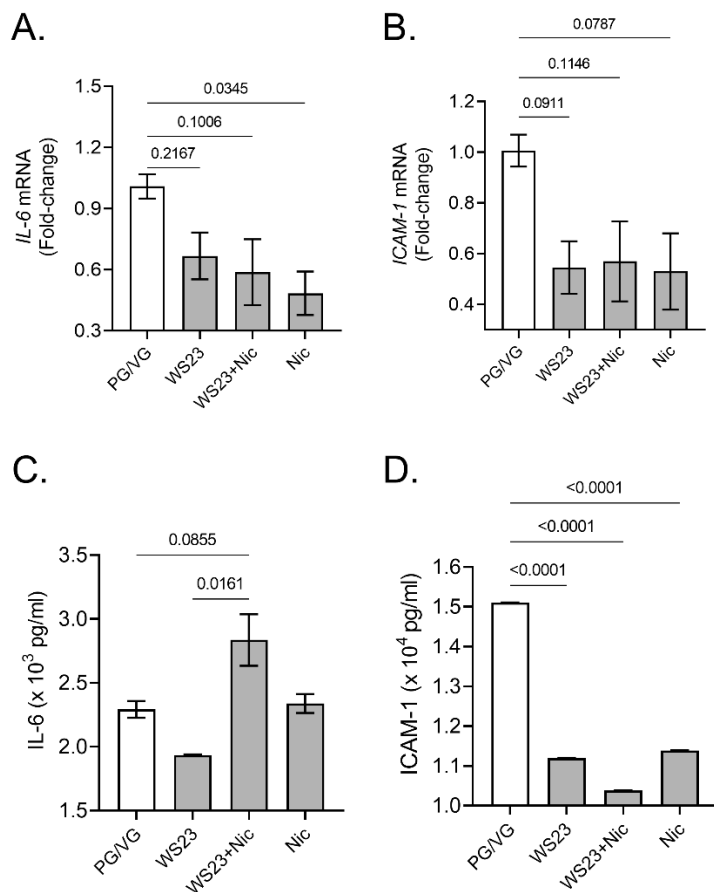 A.
0.0345
0.1006
0.2167
1.5
1.2
0.9
0.6
0.3
IL-6 mRNA
(Fold-change)
PG/VG
WS23
WS23+Nic
Nic
B.
0.0787
0.1146
0.0911
1.2
1.0
0.8
0.6
0.4
ICAM-1 mRNA
(Fold-change)
PG/VG
WS23
WS23+Nic
Nic
C.
0.0855
0.0161
3.5
3.0
2.5
2.0
1.5
IL-6 (x 10³ pg/ml)
PG/VG
WS23
WS23+Nic
Nic
D.
<0.0001
<0.0001
<0.0001
1.6
1.5
1.4
1.3
1.2
1.1
1.0
ICAM-1 (x 10⁴ pg/ml)
PG/VG
WS23
WS23+Nic
Nic